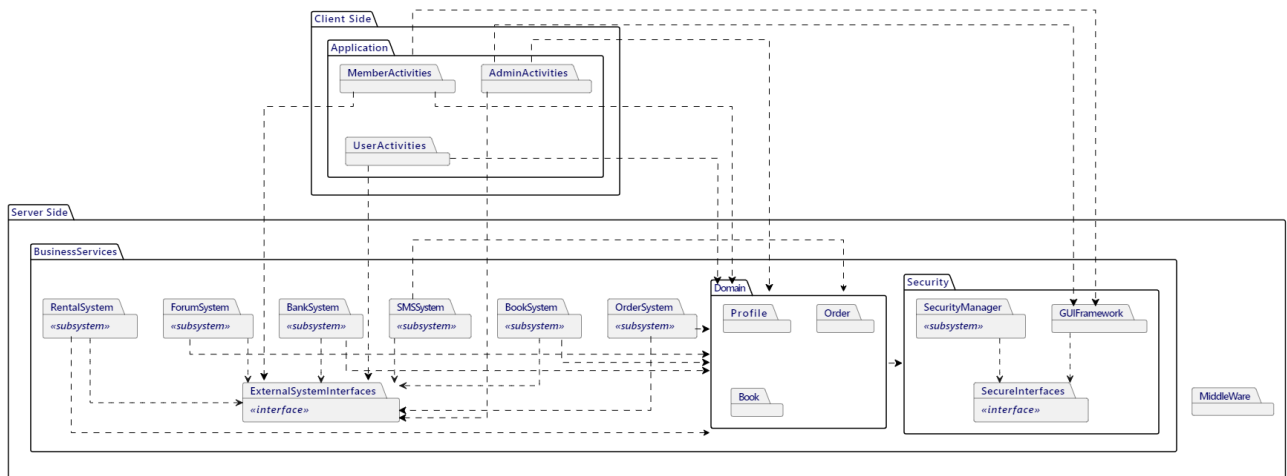 Client Side
Application
MemberActivities
AdminActivities
UserActivities
Server Side
BusinessServices
RentalSystem
«subsystem»
ForumSystem
«subsystem»
BankSystem
«subsystem»
SMSSystem
«subsystem»
BookSystem
«subsystem»
OrderSystem
«subsystem»
ExternalSystemInterfaces
«interface»
Domain
Profile
Order
Book
Security
SecurityManager
«subsystem»
GUIFramework
SecureInterfaces
«interface»
MiddleWare